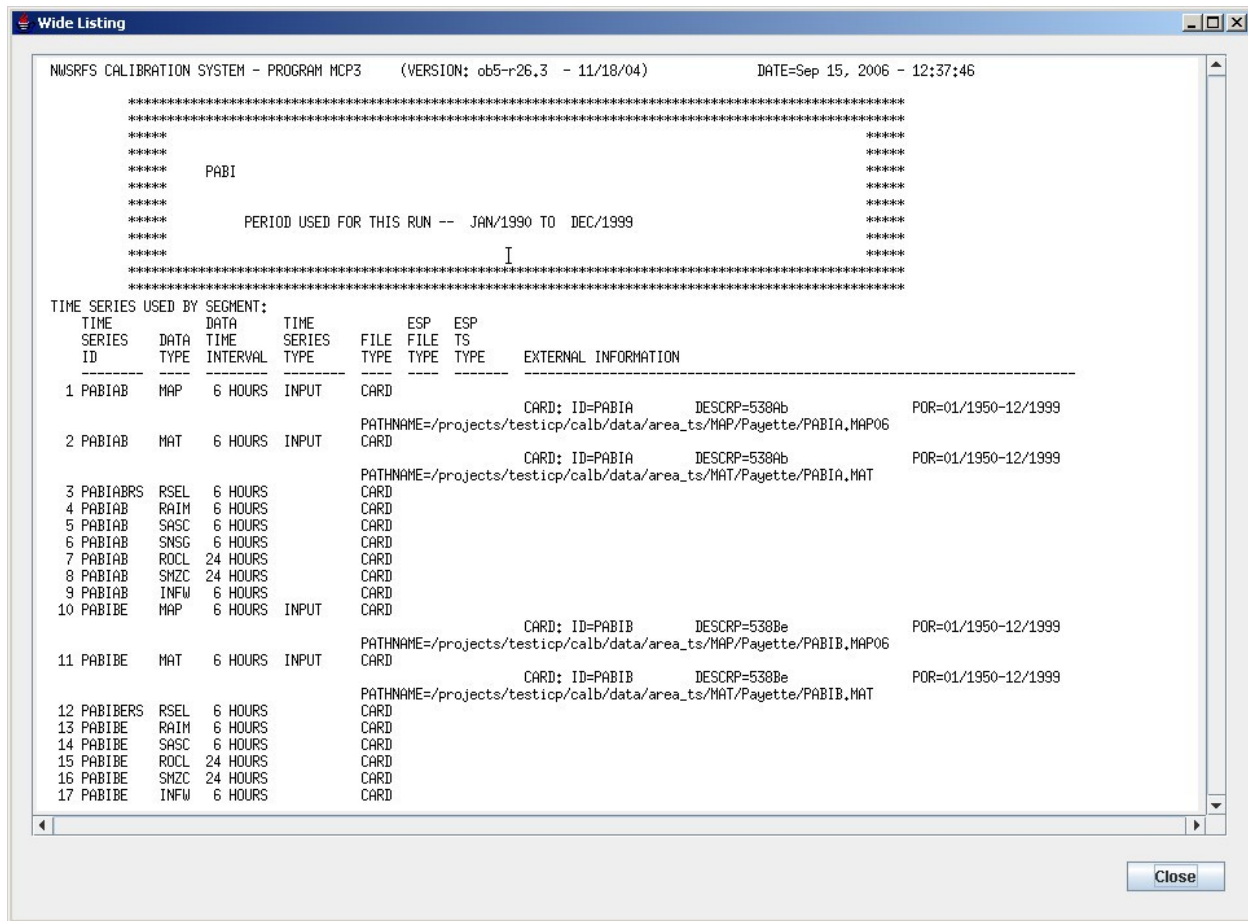 Wide Listing
NWSRFS CALIBRATION SYSTEM - PROGRAM MCP3 (VERSION: ob5-r26.3 - 11/18/04) DATE=Sep 15, 2006 - 12:37:46
****************************************************************************************************
****************************************************************************************************
***** *****
***** *****
***** PABI *****
***** *****
***** *****
***** PERIOD USED FOR THIS RUN -- JAN/1990 TO DEC/1999 *****
***** *****
***** *****
****************************************************************************************************
****************************************************************************************************
TIME SERIES USED BY SEGMENT:
TIME DATA TIME ESP ESP
SERIES DATA TIME SERIES FILE FILE TS
ID TYPE INTERVAL TYPE TYPE TYPE TYPE EXTERNAL INFORMATION
-------- ---- -------- -------- ---- ---- ------- -----------------------------------------------------------------------
1 PABIAB MAP 6 HOURS INPUT CARD
CARD: ID=PABIA DESCRP=538Ab POR=01/1950-12/1999
PATHNAME=/projects/testicp/calb/data/area_ts/MAP/Payette/PABIA.MAP06
2 PABIAB MAT 6 HOURS INPUT CARD
CARD: ID=PABIA DESCRP=538Ab POR=01/1950-12/1999
PATHNAME=/projects/testicp/calb/data/area_ts/MAT/Payette/PABIA.MAT
3 PABIABRS RSEL 6 HOURS CARD
4 PABIAB RAIM 6 HOURS CARD
5 PABIAB SASC 6 HOURS CARD
6 PABIAB SNSG 6 HOURS CARD
7 PABIAB ROCL 24 HOURS CARD
8 PABIAB SMZC 24 HOURS CARD
9 PABIAB INFW 6 HOURS CARD
10 PABIBE MAP 6 HOURS INPUT CARD
CARD: ID=PABIB DESCRP=538Be POR=01/1950-12/1999
PATHNAME=/projects/testicp/calb/data/area_ts/MAP/Payette/PABIB.MAP06
11 PABIBE MAT 6 HOURS INPUT CARD
CARD: ID=PABIB DESCRP=538Be POR=01/1950-12/1999
PATHNAME=/projects/testicp/calb/data/area_ts/MAT/Payette/PABIB.MAT
12 PABIBERS RSEL 6 HOURS CARD
13 PABIBE RAIM 6 HOURS CARD
14 PABIBE SASC 6 HOURS CARD
15 PABIBE ROCL 24 HOURS CARD
16 PABIBE SMZC 24 HOURS CARD
17 PABIBE INFW 6 HOURS CARD
Close